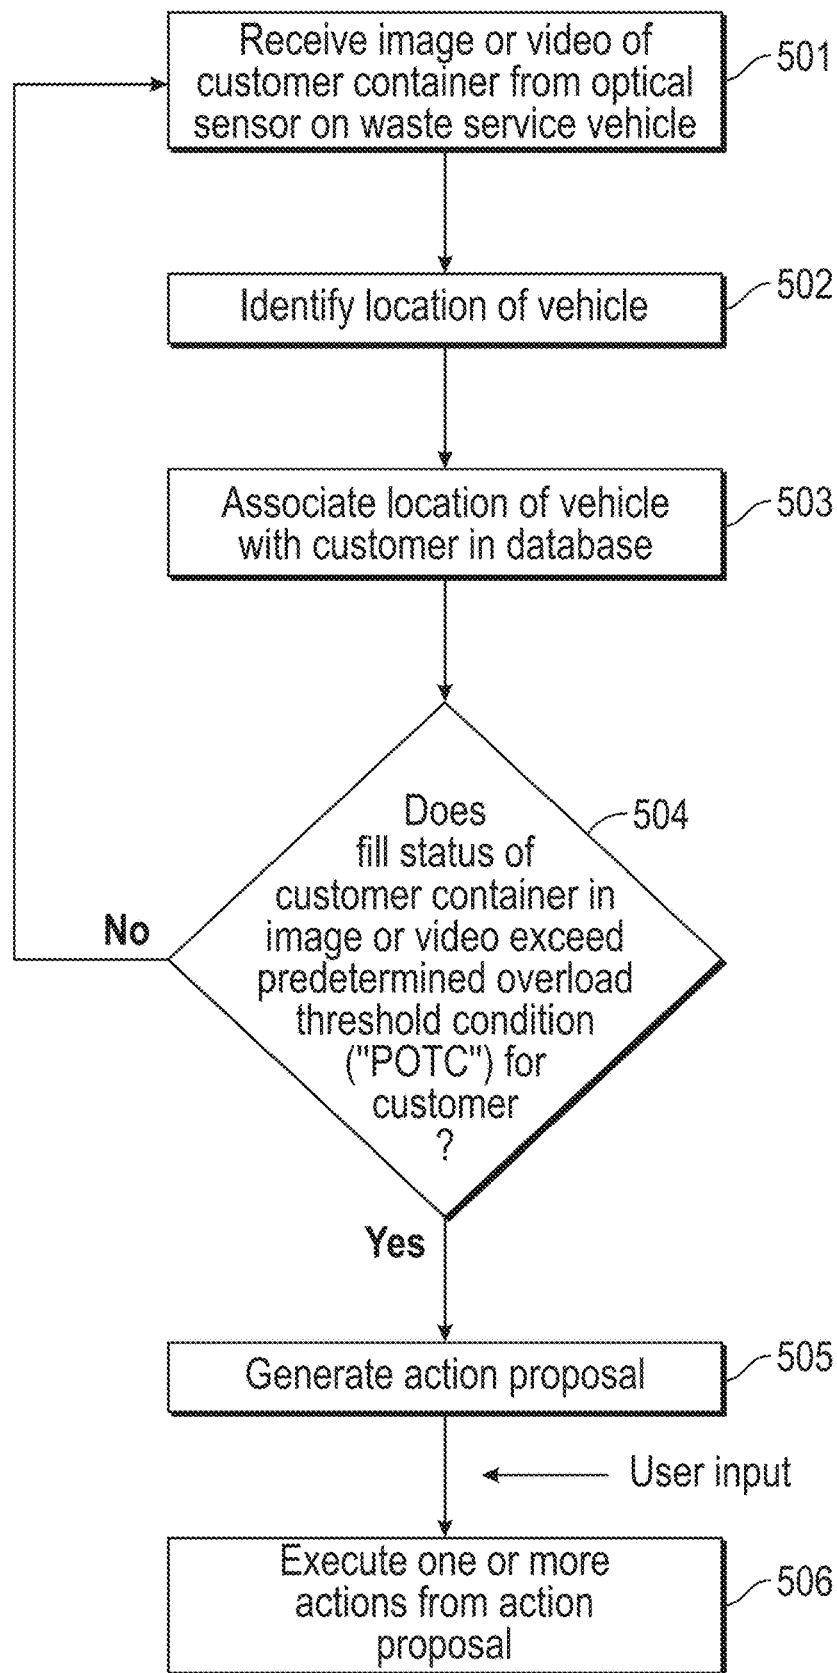 Receive image or video of
customer container from optical
sensor on waste service vehicle
501
Identify location of vehicle
502
Associate location of vehicle
with customer in database
503
Does
fill status of
customer container in
image or video exceed
predetermined overload
threshold condition
("POTC") for
customer
?
504
No
Yes
Generate action proposal
505
User input
Execute one or more
actions from action
proposal
506